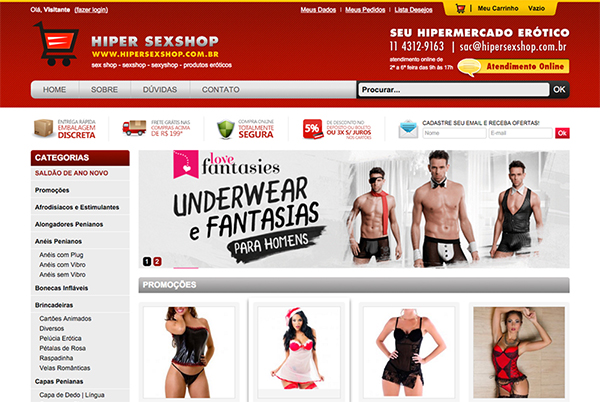 Olá, Visitante (fazer login)
Meus Dados | Meus Pedidos | Lista Desejos
Meu Carrinho Vazio
HIPER SEXSHOP
WWW.HIPERSEXSHOP.COM.BR
sex shop - sexshop - sexyshop - produtos eróticos
SEU HIPERMERCADO ERÓTICO
11 4312-9163 | sac@hipersexshop.com.br
atendimento online de
2ª a 6ª feira das 9h às 17h
Atendimento Online
HOME SOBRE DÚVIDAS CONTATO
Procurar... OK
ENTREGA RÁPIDA
EMBALAGEM
DISCRETA
FRETE GRÁTIS NAS
COMPRAS ACIMA
DE R$ 199*
COMPRA ONLINE
TOTALMENTE
SEGURA
5%
DE DESCONTO NO
DEPÓSITO OU BOLETO
OU 3X S/ JUROS
NOS CARTÕES
CADASTRE SEU EMAIL E RECEBA OFERTAS!
Nome E-mail Ok
CATEGORIAS
SALDÃO DE ANO NOVO
Promoções
Afrodisíacos e Estimulantes
Alongadores Penianos
Anéis Penianos
Anéis com Plug
Anéis com Vibro
Anéis sem Vibro
Bonecas Infláveis
Brincadeiras
Cartões Animados
Diversos
Pelúcia Erótica
Pétalas de Rosa
Raspadinha
Velas Românticas
Capas Penianas
Capa de Dedo | Língua
love
fantasies
UNDERWEAR
e FANTASIAS
PARA HOMENS
1 2
PROMOÇÕES